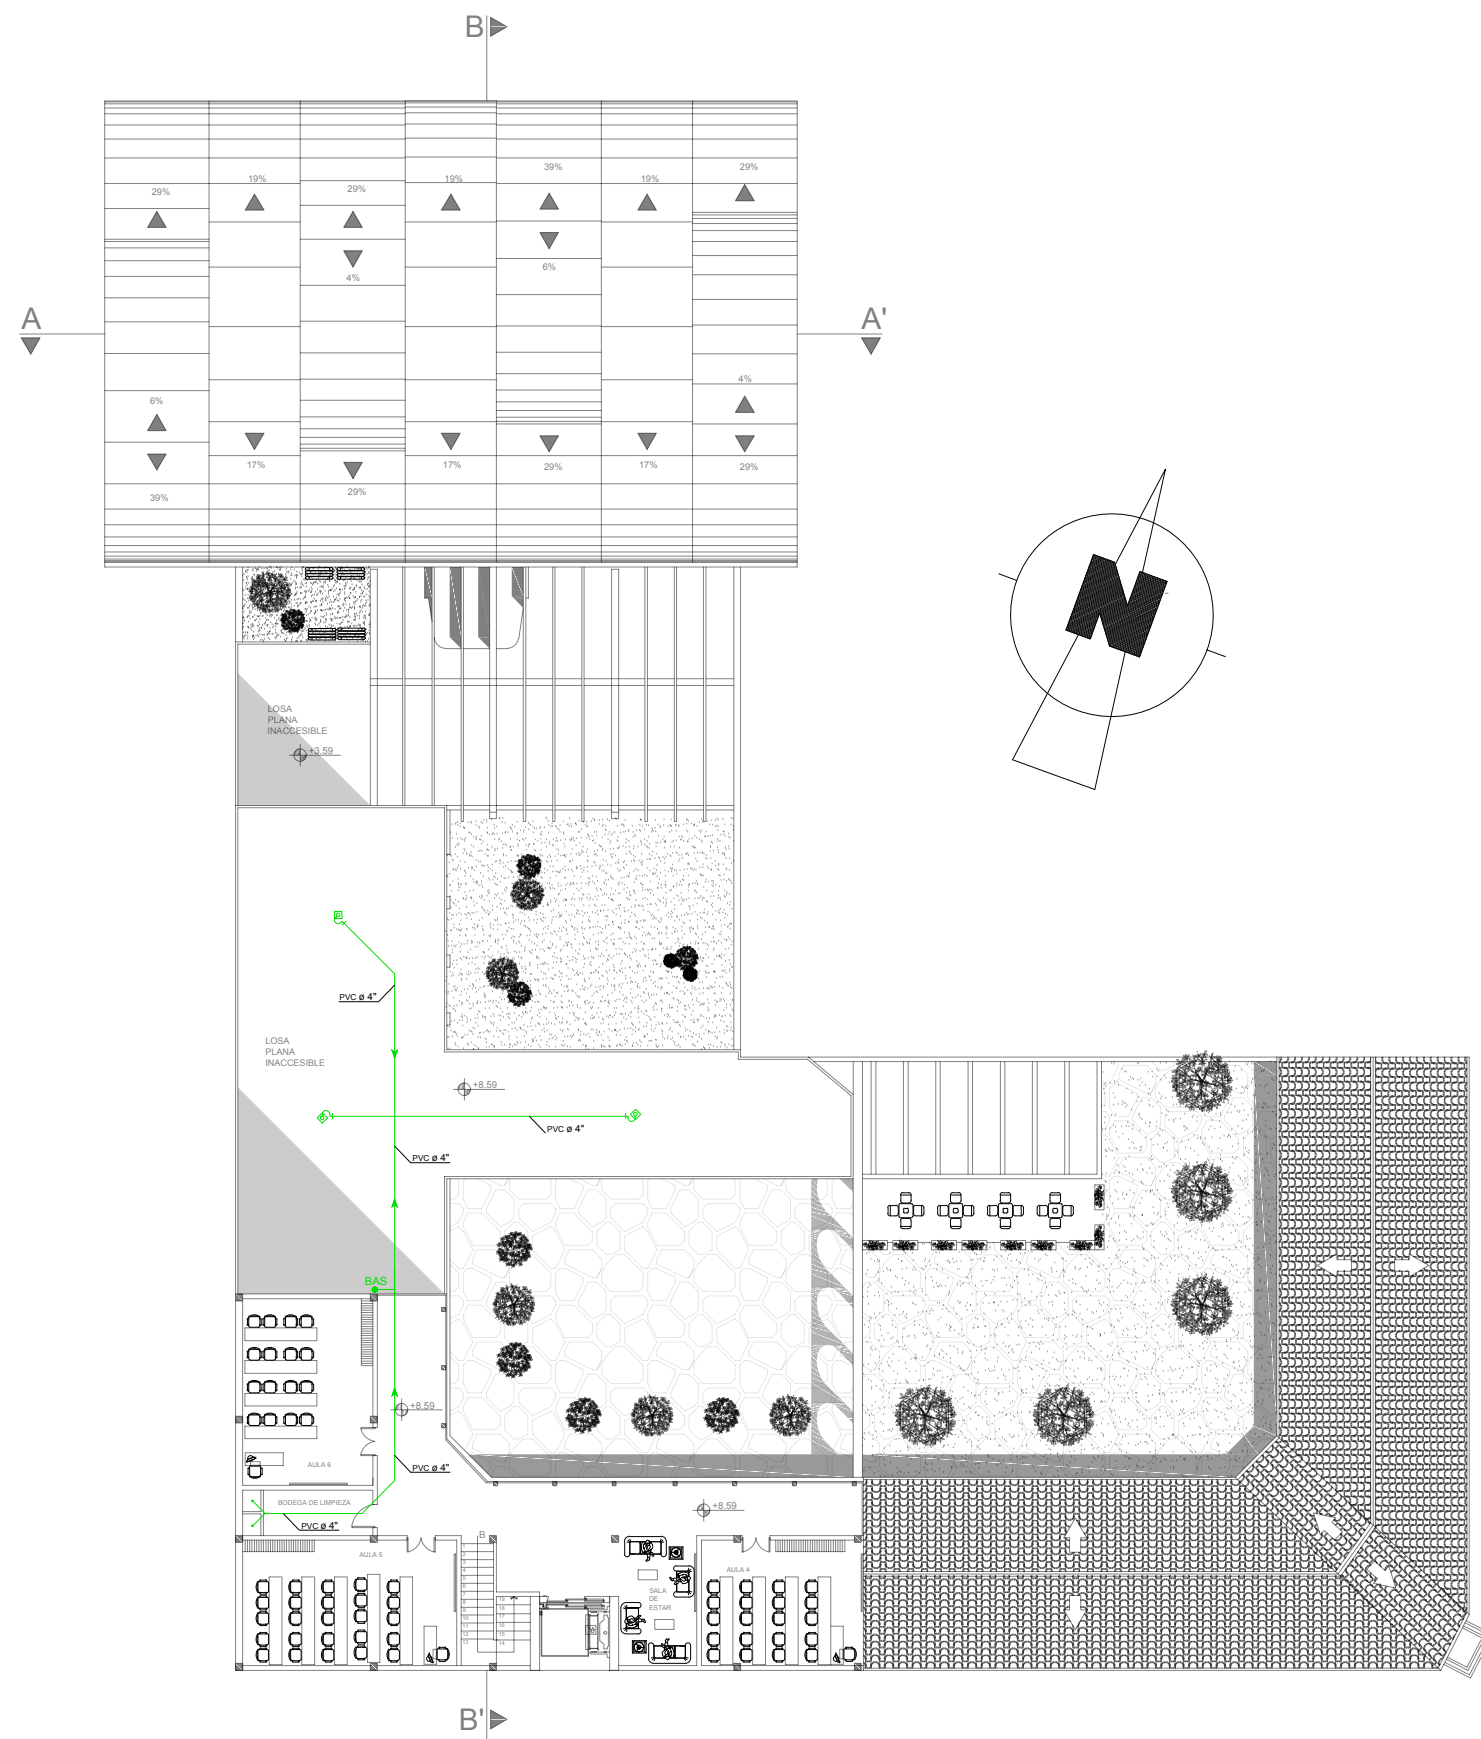 B
39%
29%
19%
19%
19%
29%
29%
4%
6%
A
A'
4%
6%
17%
17%
17%
29%
29%
39%
29%
N
LOSA
PLANA
INACCESIBLE
+3.59
PVC ø 4"
LOSA
PLANA
INACCESIBLE
+8.59
PVC ø 4"
PVC ø 4"
BAS
+8.59
AULA 6
PVC ø 4"
BODEGA DE LIMPIEZA
+8.59
PVC ø 4"
B
AULA 5
AULA 4
SALA
DE
ESTAR
B'